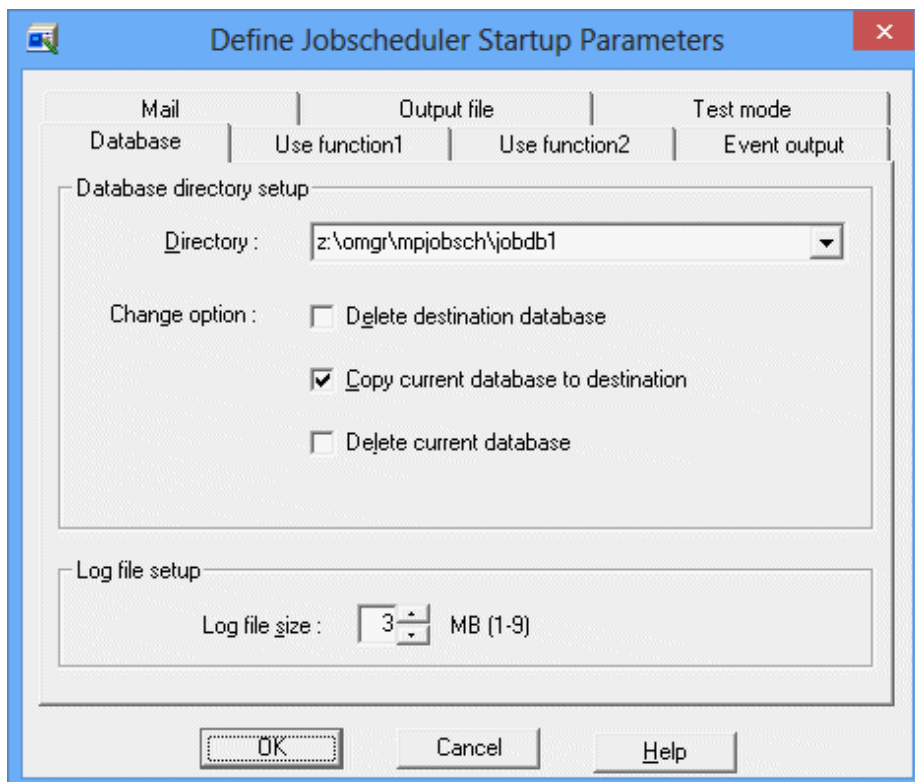 Define Jobscheduler Startup Parameters
Mail Output file Test mode
Database Use function1 Use function2 Event output
Database directory setup
Directory : z:\omgr\mpjobsch\jobdb1
Change option : Delete destination database
Copy current database to destination
Delete current database
Log file setup
Log file size : 3 MB (1-9)
OK Cancel Help